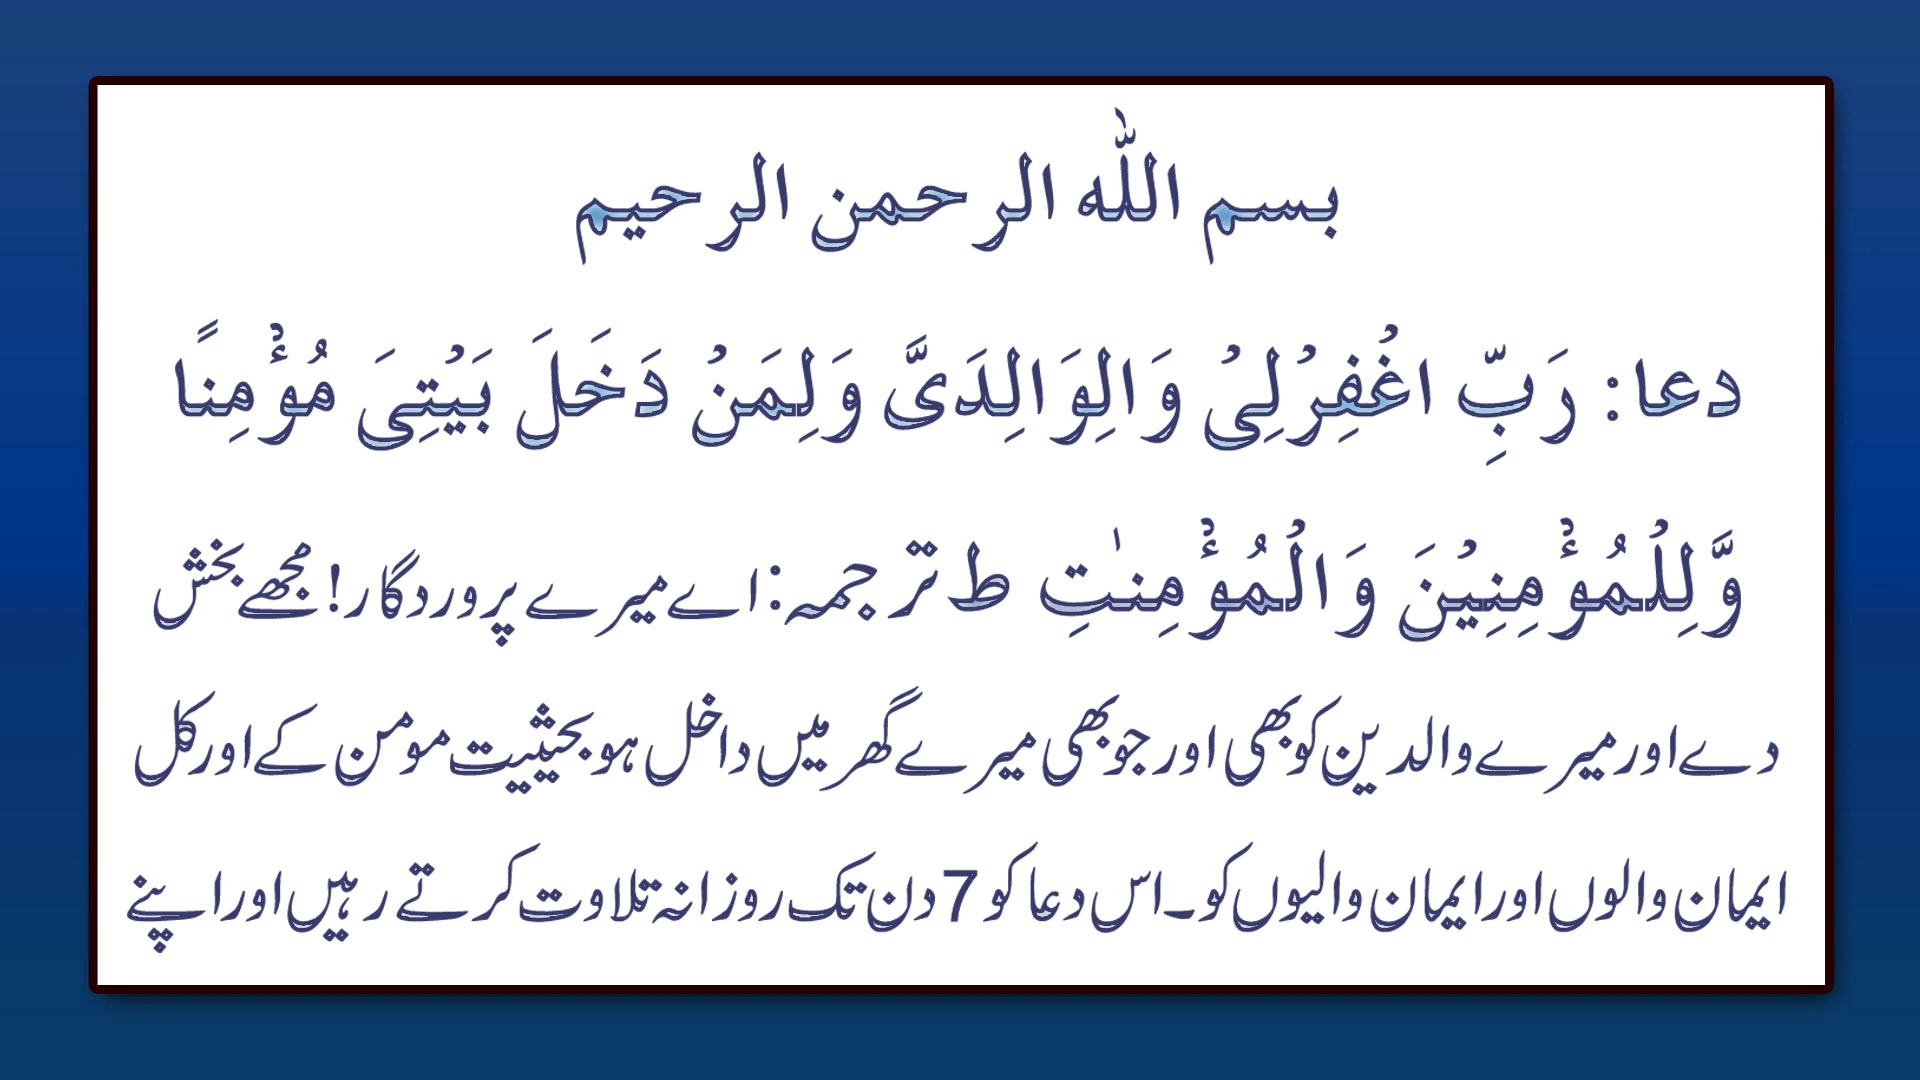 بسم اللّٰہ الرحمن الرحیم
دعا: رَبِّ اغْفِرْلِیْ وَالِوَالِدَیَّ وَلِمَنْ دَخَلَ بَیْتِیَ مُؤْمِنًا
وَّلِلْمُؤْمِنِیْنَ وَالْمُؤْمِنٰتِ ط ترجمہ: اے میرے پروردگار! مجھے بخش
دے اور میرے والدین کو بھی اور جو بھی میرے گھر میں داخل ہو بحیثیت مومن کے اور کل
ایمان والوں اور ایمان والیوں کو۔ اس دعا کو 7 دن تک روزانہ تلاوت کرتے رہیں اور اپنے